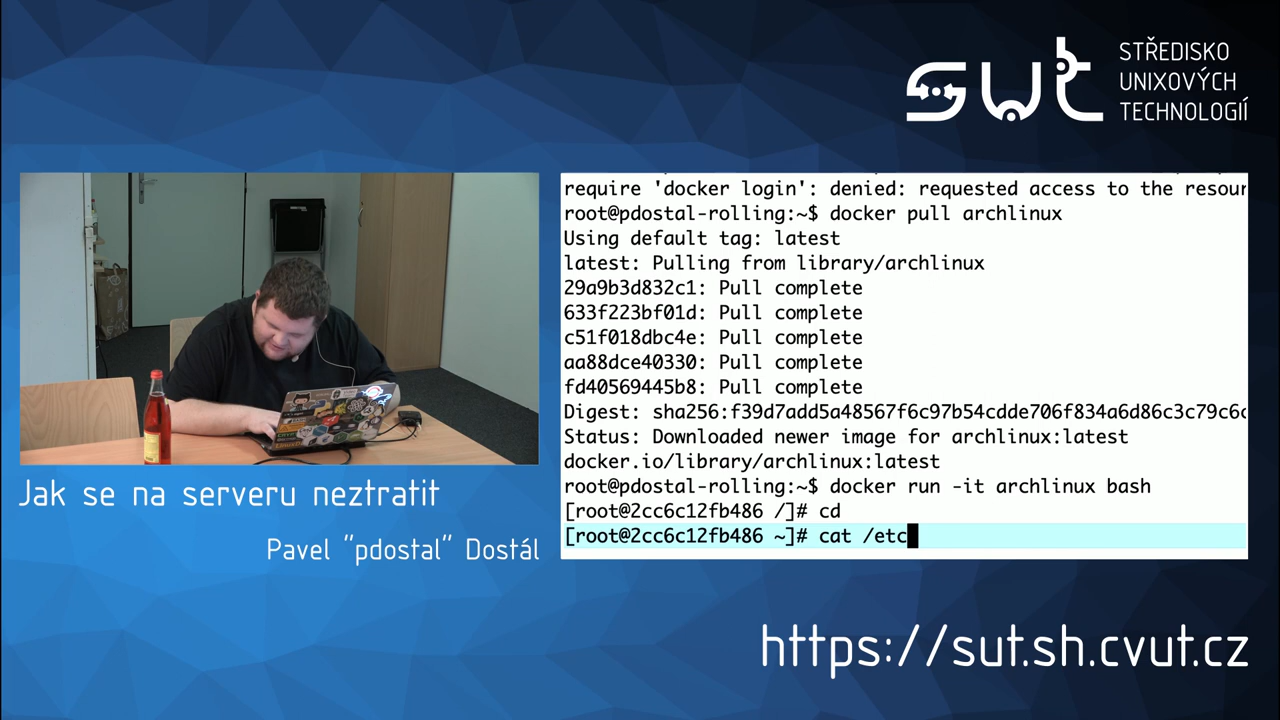 sut
STŘEDISKO
UNIXOVÝCH
TECHNOLOGIÍ
require 'docker login': denied: requested access to the resour
root@pdostal-rolling:~$ docker pull archlinux
Using default tag: latest
latest: Pulling from library/archlinux
29a9b3d832c1: Pull complete
633f223bf01d: Pull complete
c51f018dbc4e: Pull complete
aa88dce40330: Pull complete
fd40569445b8: Pull complete
Digest: sha256:f39d7add5a48567f6c97b54cdde706f834a6d86c3c79c6c
Status: Downloaded newer image for archlinux:latest
docker.io/library/archlinux:latest
root@pdostal-rolling:~$ docker run -it archlinux bash
[root@2cc6c12fb486 /]# cd
[root@2cc6c12fb486 ~]# cat /etc
Jak se na serveru neztratit
Pavel "pdostal" Dostál
https://sut.sh.cvut.cz